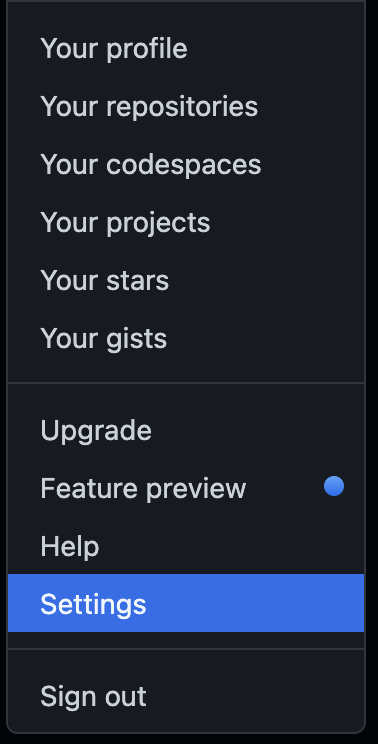 Your profile
Your repositories
Your codespaces
Your projects
Your stars
Your gists
Upgrade
Feature preview
Help
Settings
Sign out